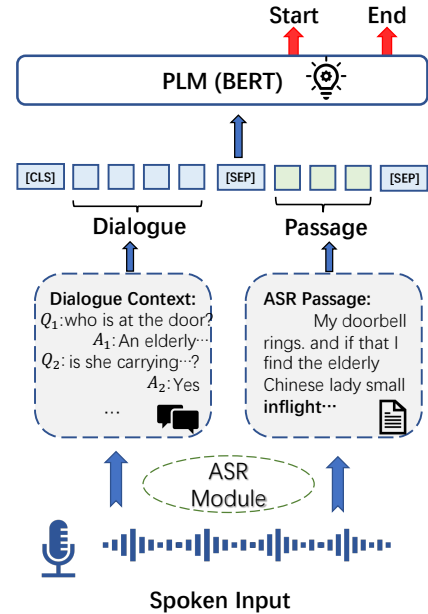 Start End
PLM (BERT)
[CLS] [SEP] [SEP]
Dialogue Passage
Dialogue Context:
Q1:who is at the door?
A1:An elderly…
Q2:is she carrying…?
A2:Yes
…
ASR Passage:
My doorbell
rings. and if that I
find the elderly
Chinese lady small
inflight…
ASR
Module
Spoken Input